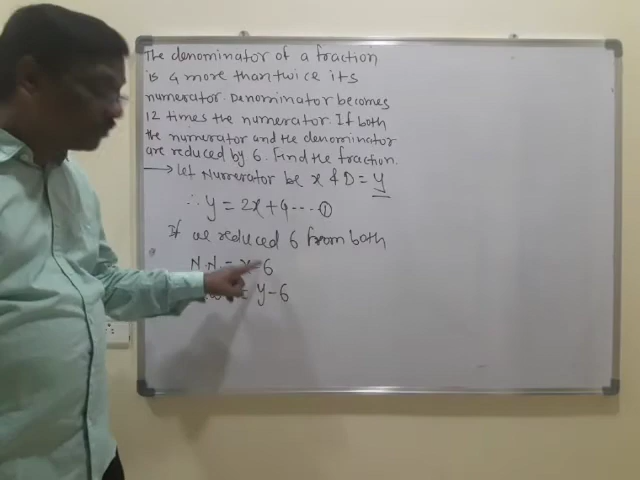 The denominator of a fraction
is 4 more than twice its
numerator. Denominator becomes
12 times the numerator. If both
the numerator and the denominator
are reduced by 6. Find the fraction.
→ Let Numerator be x & D = y
∴ y = 2x + 4 --- ①
If we reduced 6 from both
N.N = x - 6
= y - 6